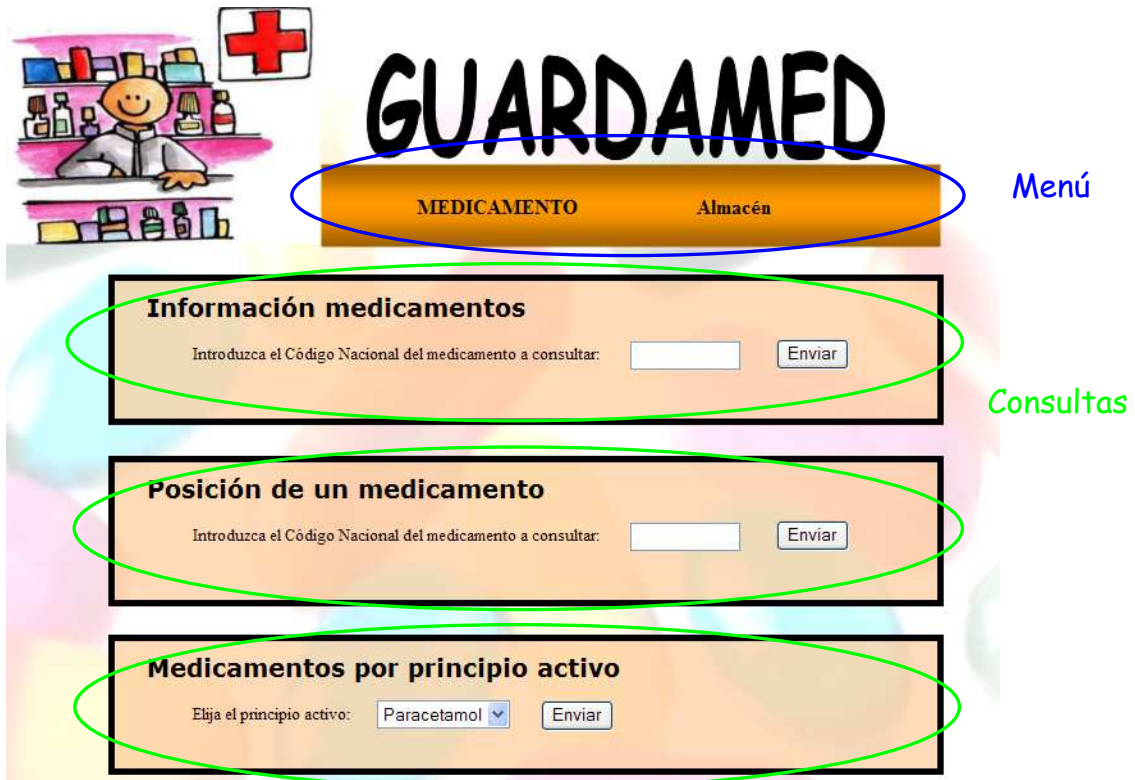 GUARDAMED
MEDICAMENTO Almacén
Menú
Información medicamentos
Introduzca el Código Nacional del medicamento a consultar: Enviar
Consultas
Posición de un medicamento
Introduzca el Código Nacional del medicamento a consultar: Enviar
Medicamentos por principio activo
Elija el principio activo: Paracetamol Enviar